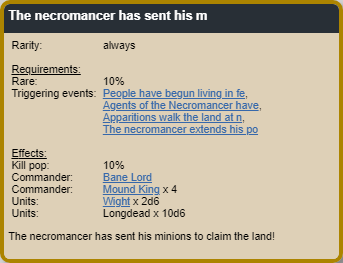 The necromancer has sent his m
Rarity: always
Requirements:
Rare: 10%
Triggering events: People have begun living in fe,
Agents of the Necromancer have,
Apparitions walk the land at n,
The necromancer extends his po
Effects:
Kill pop: 10%
Commander: Bane Lord
Commander: Mound King x 4
Units: Wight x 2d6
Units: Longdead x 10d6
The necromancer has sent his minions to claim the land!